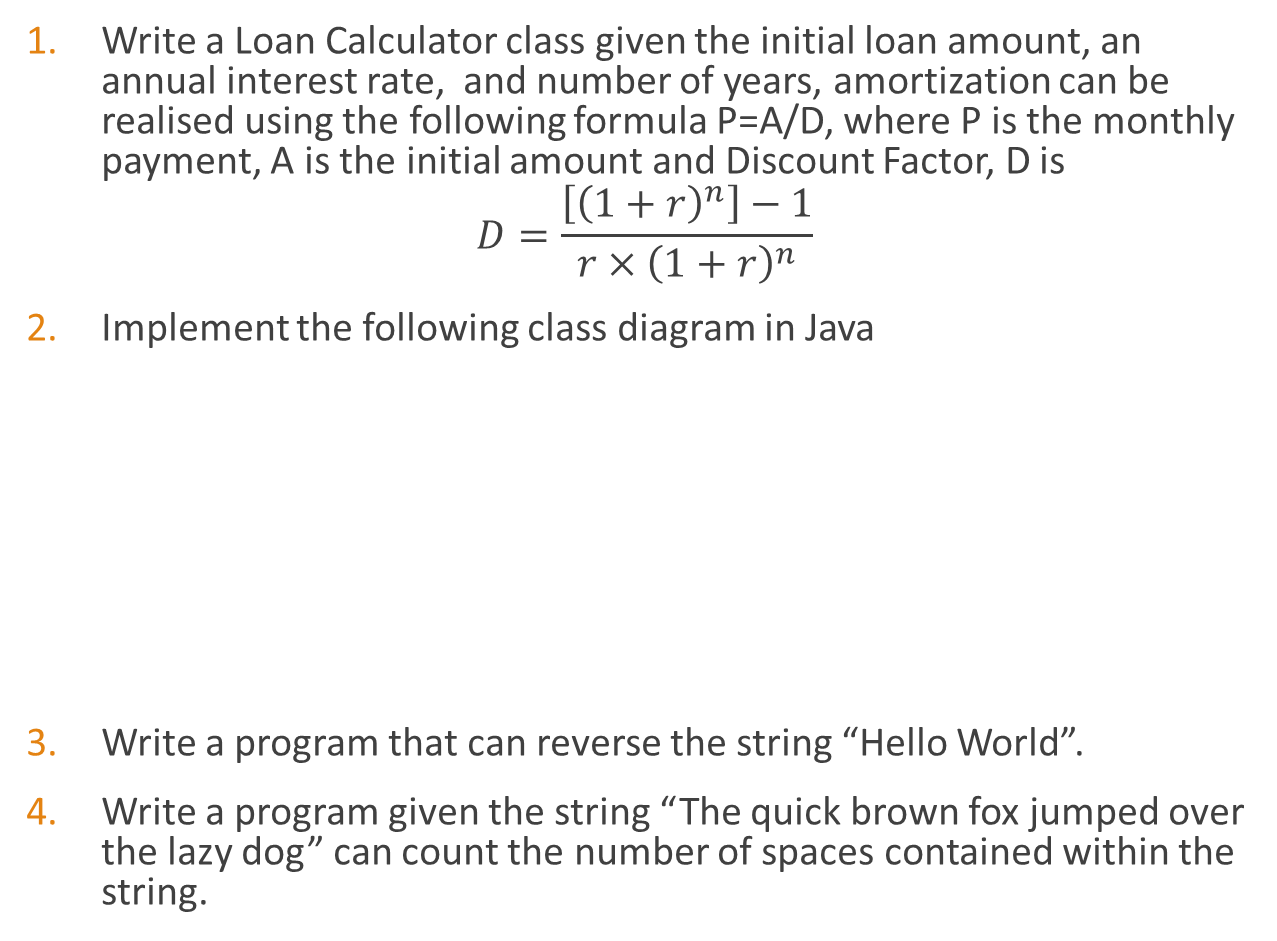 1. Write a Loan Calculator class given the initial loan amount, an
annual interest rate, and number of years, amortization can be
realised using the following formula P=A/D, where P is the monthly
payment, A is the initial amount and Discount Factor, D is
D = [(1 + r)ⁿ] − 1 / r × (1 + r)ⁿ
2. Implement the following class diagram in Java
3. Write a program that can reverse the string “Hello World”.
4. Write a program given the string “The quick brown fox jumped over
the lazy dog” can count the number of spaces contained within the
string.